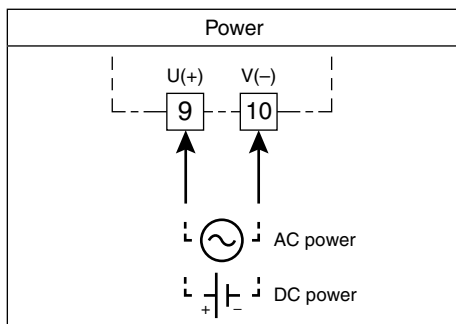 Power
U(+) V(–)
9 10
AC power
+ – DC power